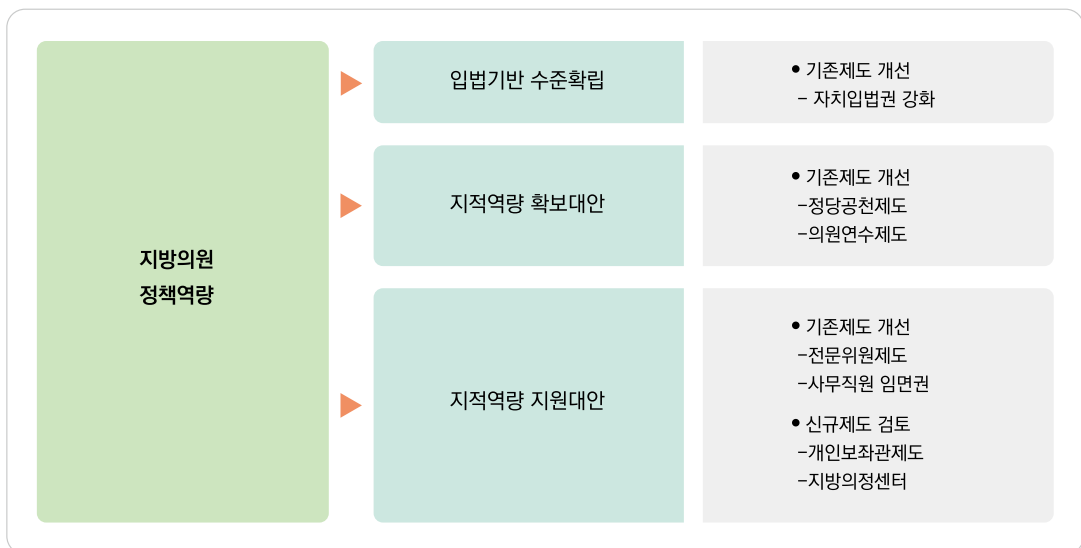 지방의원
정책역량
입법기반 수준확립
● 기존제도 개선
– 자치입법권 강화
지적역량 확보대안
● 기존제도 개선
–정당공천제도
–의원연수제도
지적역량 지원대안
● 기존제도 개선
–전문위원제도
–사무직원 임면권
● 신규제도 검토
–개인보좌관제도
–지방의정센터